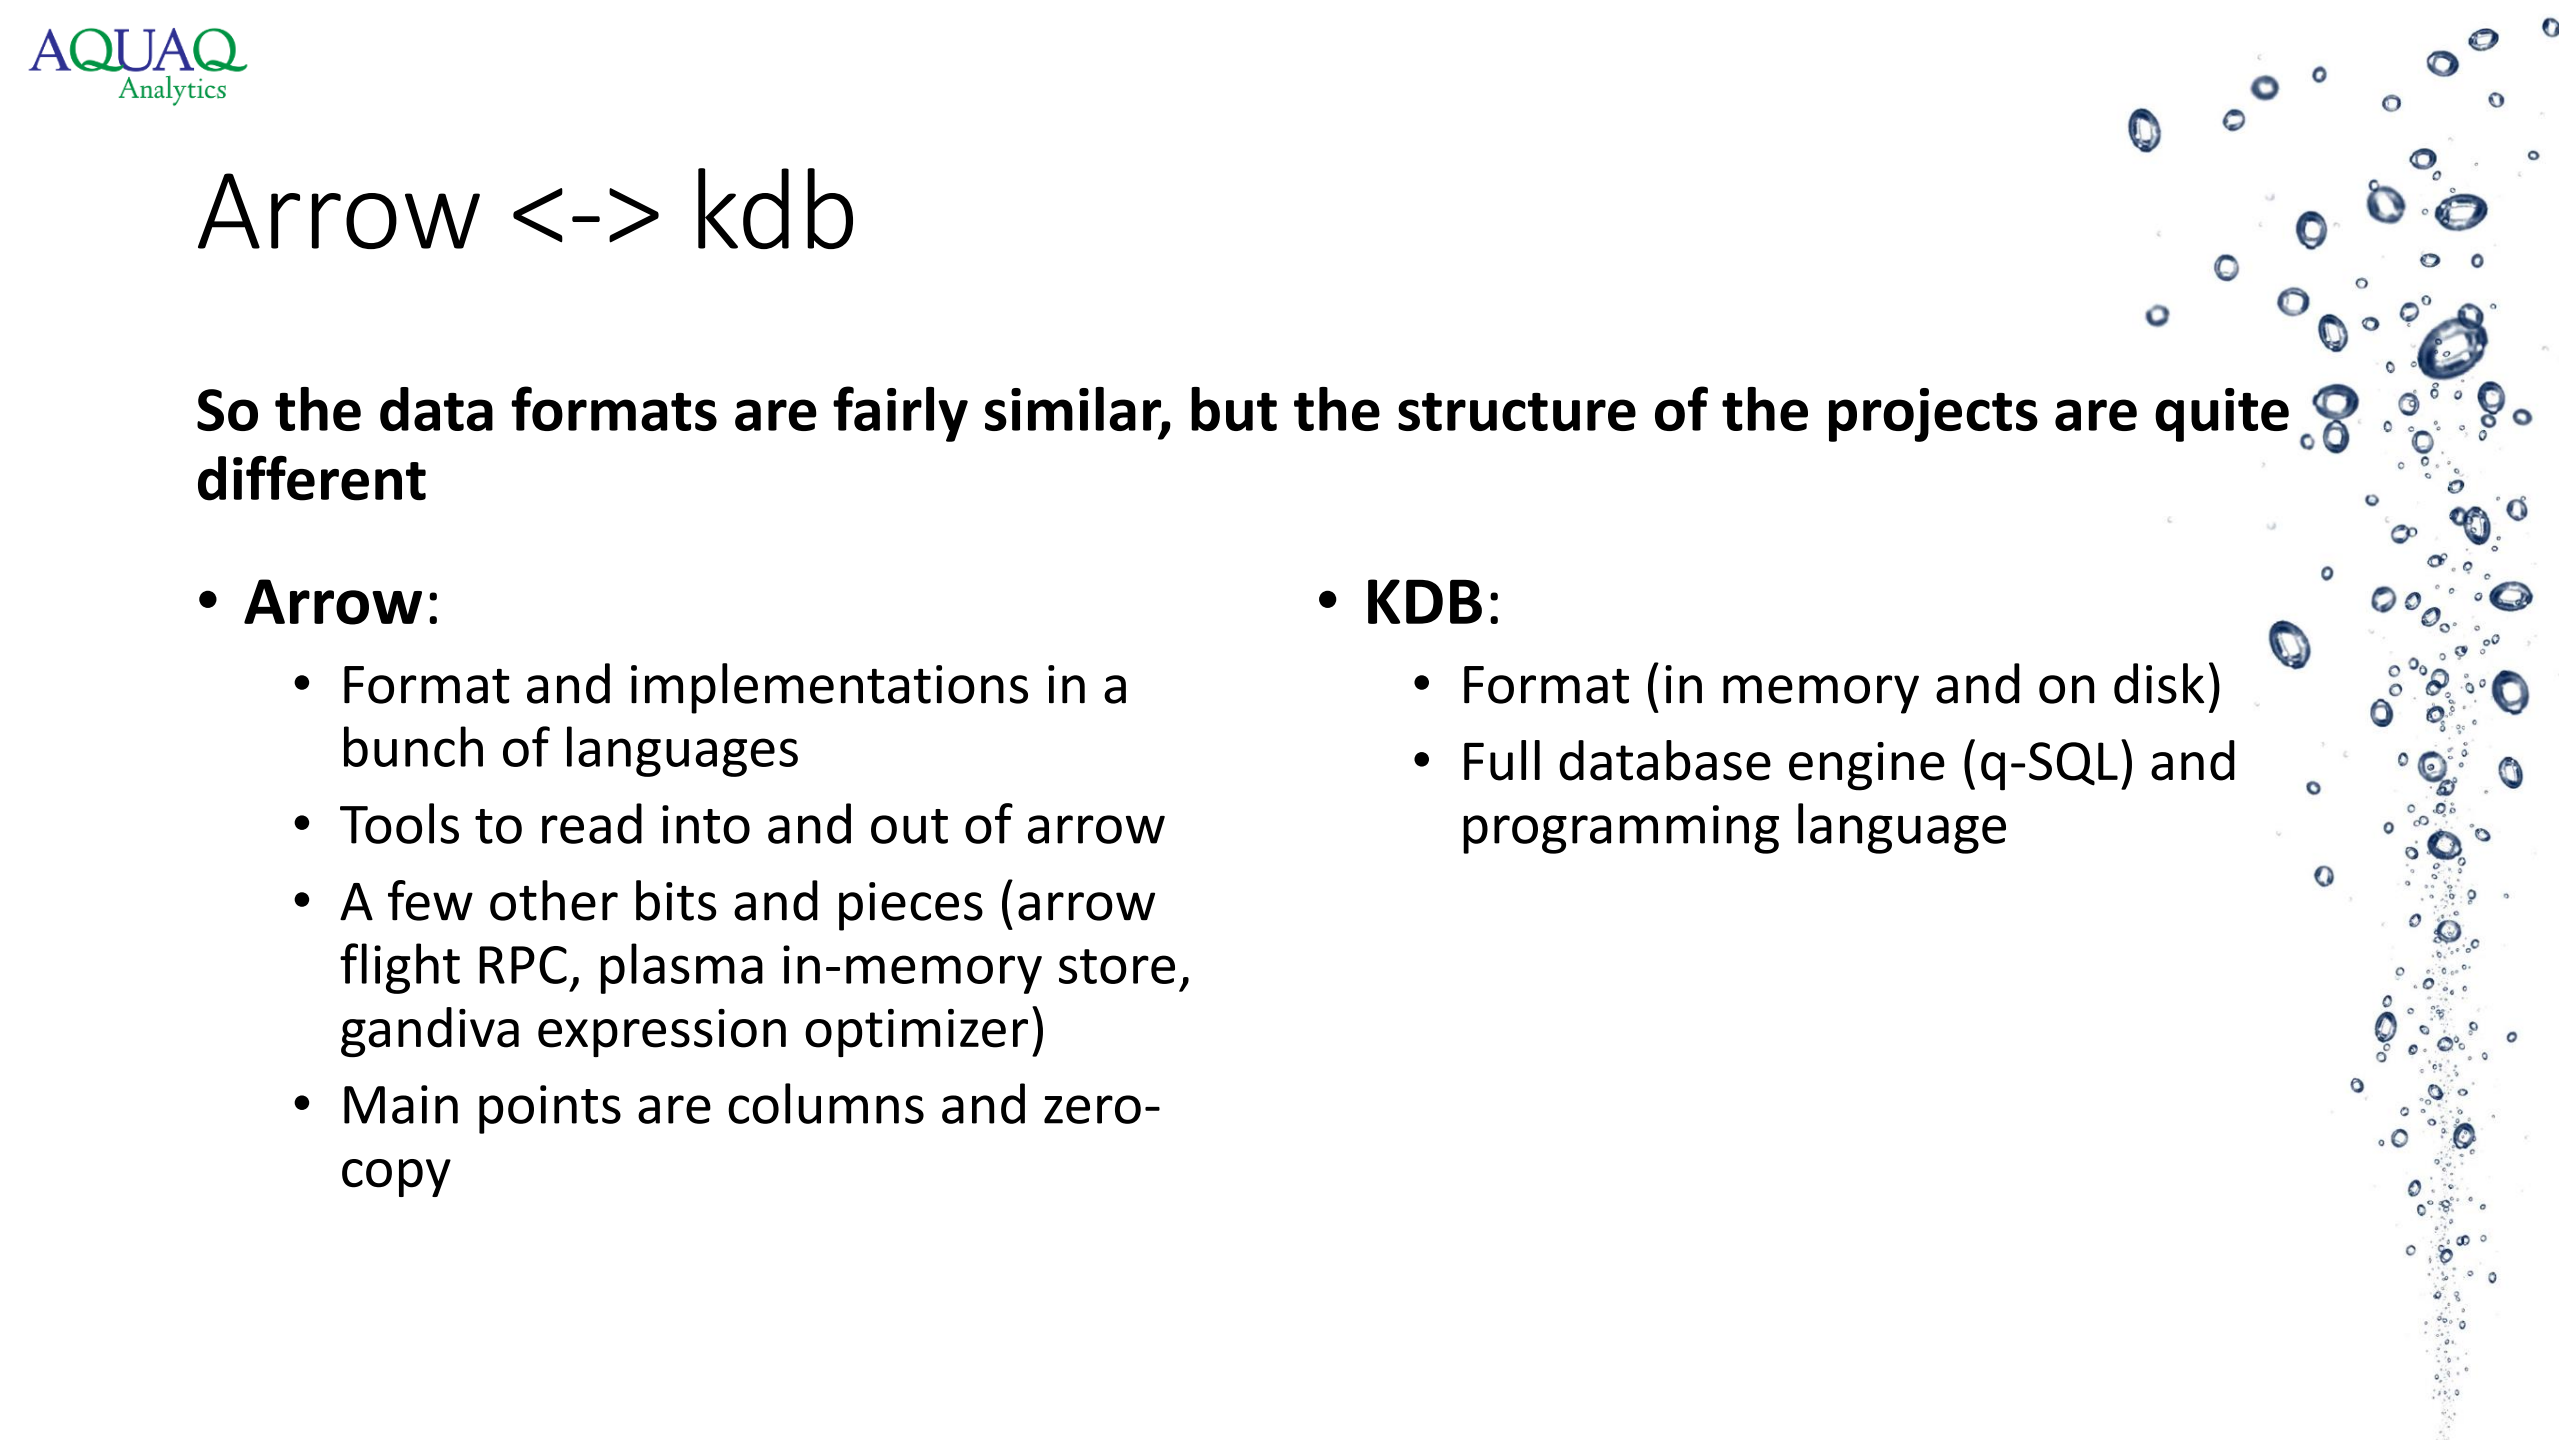 AQUAQ
Analytics
Arrow <-> kdb
So the data formats are fairly similar, but the structure of the projects are quite
different
• Arrow:
• Format and implementations in a
bunch of languages
• Tools to read into and out of arrow
• A few other bits and pieces (arrow
flight RPC, plasma in-memory store,
gandiva expression optimizer)
• Main points are columns and zero-
copy
• KDB:
• Format (in memory and on disk)
• Full database engine (q-SQL) and
programming language